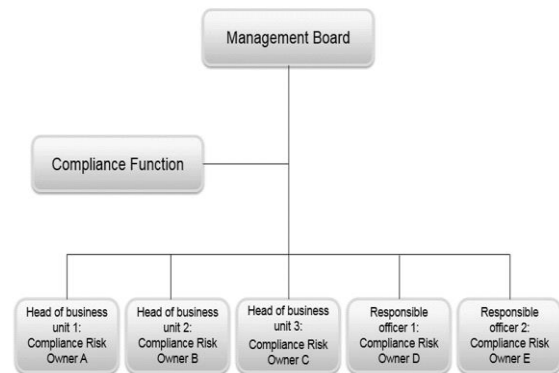 Management Board
Compliance Function
Head of business
unit 1:
Compliance Risk
Owner A
Head of business
unit 2:
Compliance Risk
Owner B
Head of business
unit 3:
Compliance Risk
Owner C
Responsible
officer 1:
Compliance Risk
Owner D
Responsible
officer 2:
Compliance Risk
Owner E